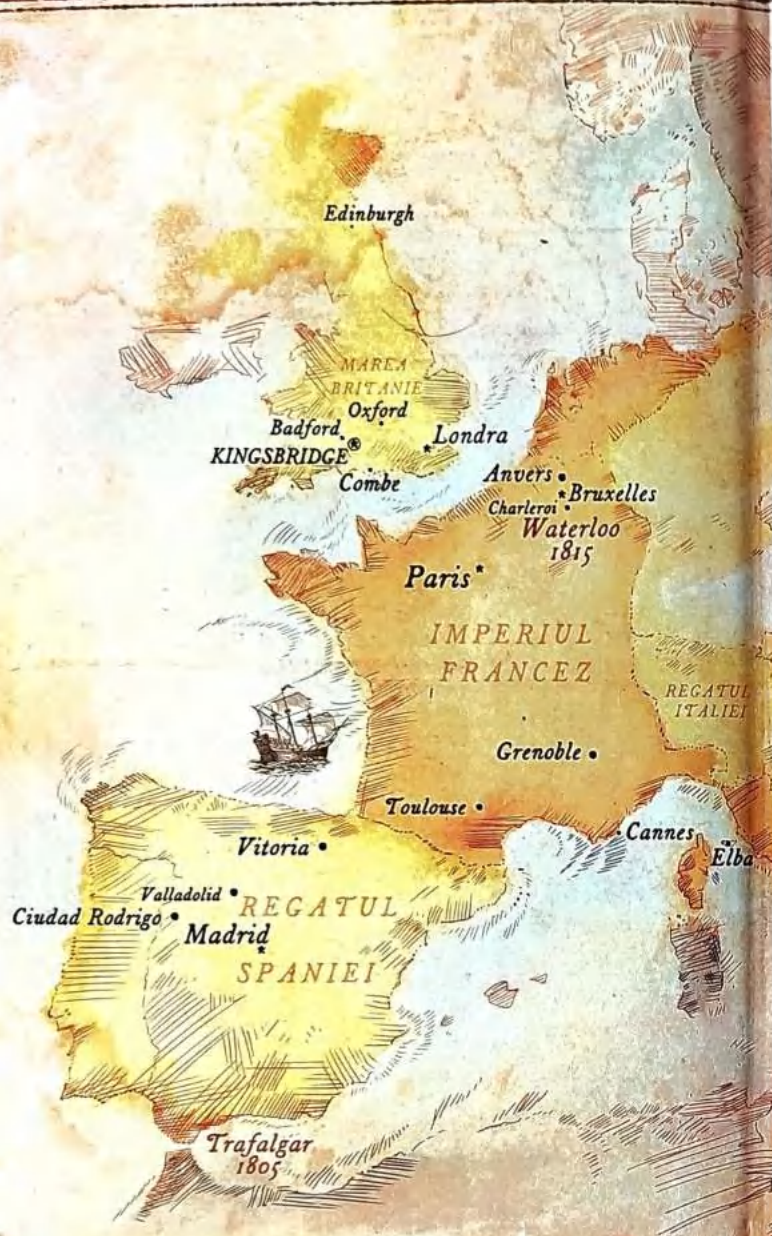 Edinburgh
MAREA
BRITANIE
Oxford
Badford
KINGSBRIDGE
Londra
Combe
Anvers
Bruxelles
Charleroi
Waterloo
1815
Paris
IMPERIUL
FRANCEZ
REGATUL
ITALIEI
Grenoble
Toulouse
Cannes
Elba
Vitoria
Valladolid
REGATUL
Ciudad Rodrigo
Madrid
SPANIEI
Trafalgar
1805